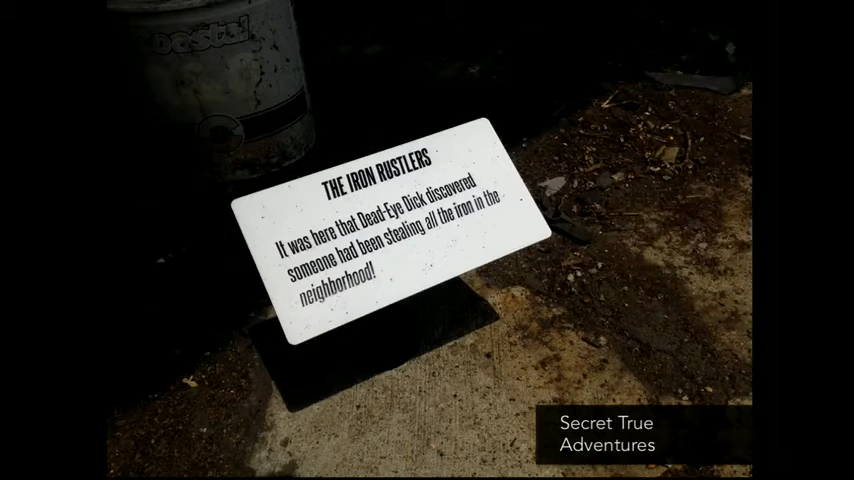 oastal
THE IRON RUSTLERS
It was here that Dead-Eye Dick discovered
someone had been stealing all the iron in the
neighborhood!
Secret True
Adventures